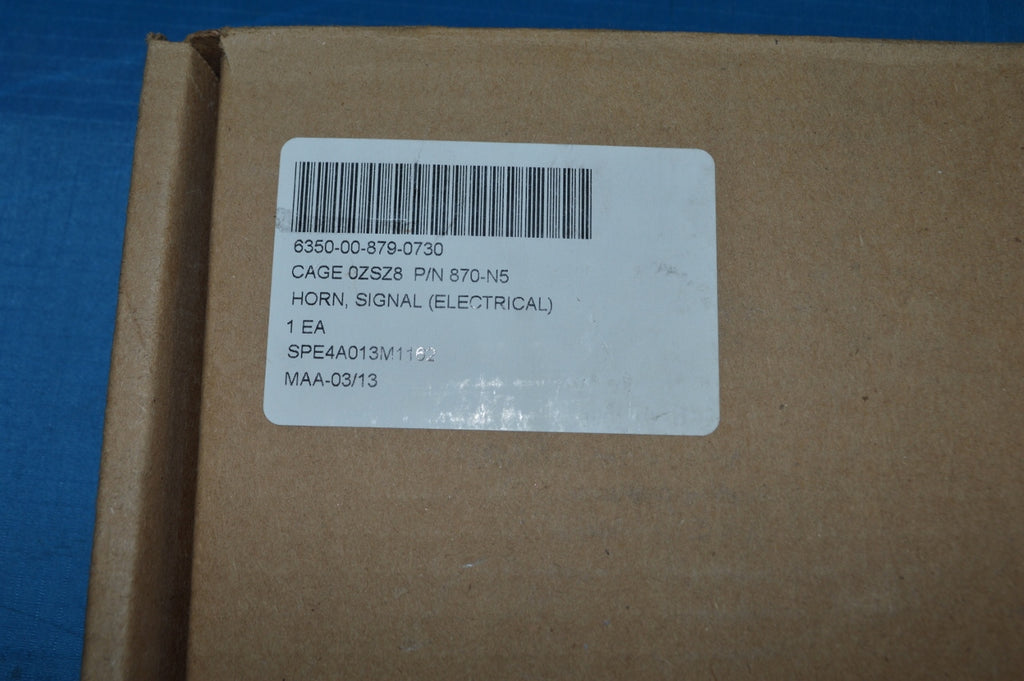 6350-00-879-0730
CAGE 0ZSZ8 P/N 870-N5
HORN, SIGNAL (ELECTRICAL)
1 EA
SPE4A013M1162
MAA-03/13